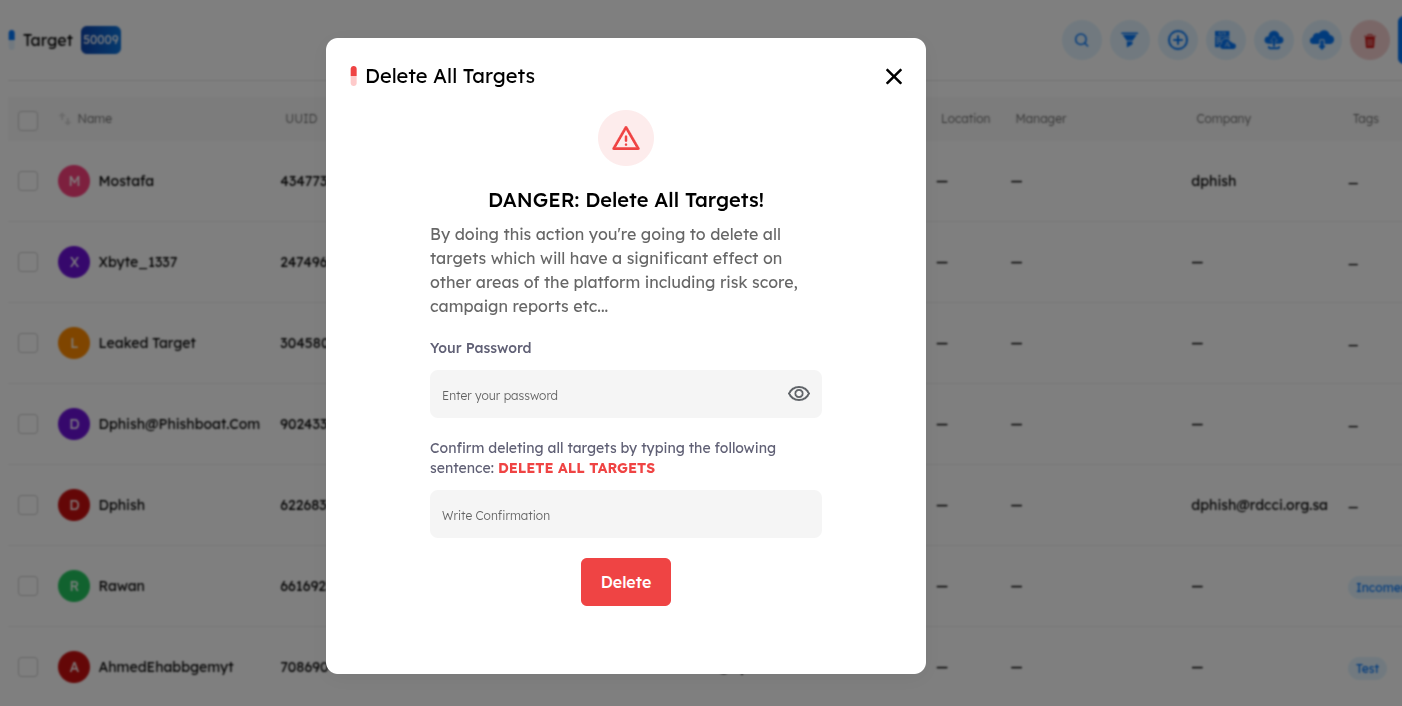 Target 50009
Delete All Targets
Name UUID Location Manager Company Tags
DANGER: Delete All Targets!
By doing this action you're going to delete all
targets which will have a significant effect on
other areas of the platform including risk score,
campaign reports etc...
Your Password
Enter your password
Confirm deleting all targets by typing the following
sentence: DELETE ALL TARGETS
Write Confirmation
Delete
M Mostafa 434773 — — — dphish —
X Xbyte_1337 247496 — — — —
L Leaked Target 304580 — — — —
D Dphish@Phishboat.Com 902433 — — — —
D Dphish 622683 — — dphish@rdcci.org.sa —
R Rawan 661692 — — —
A AhmedEhabbgemyt 708690 — — — Test